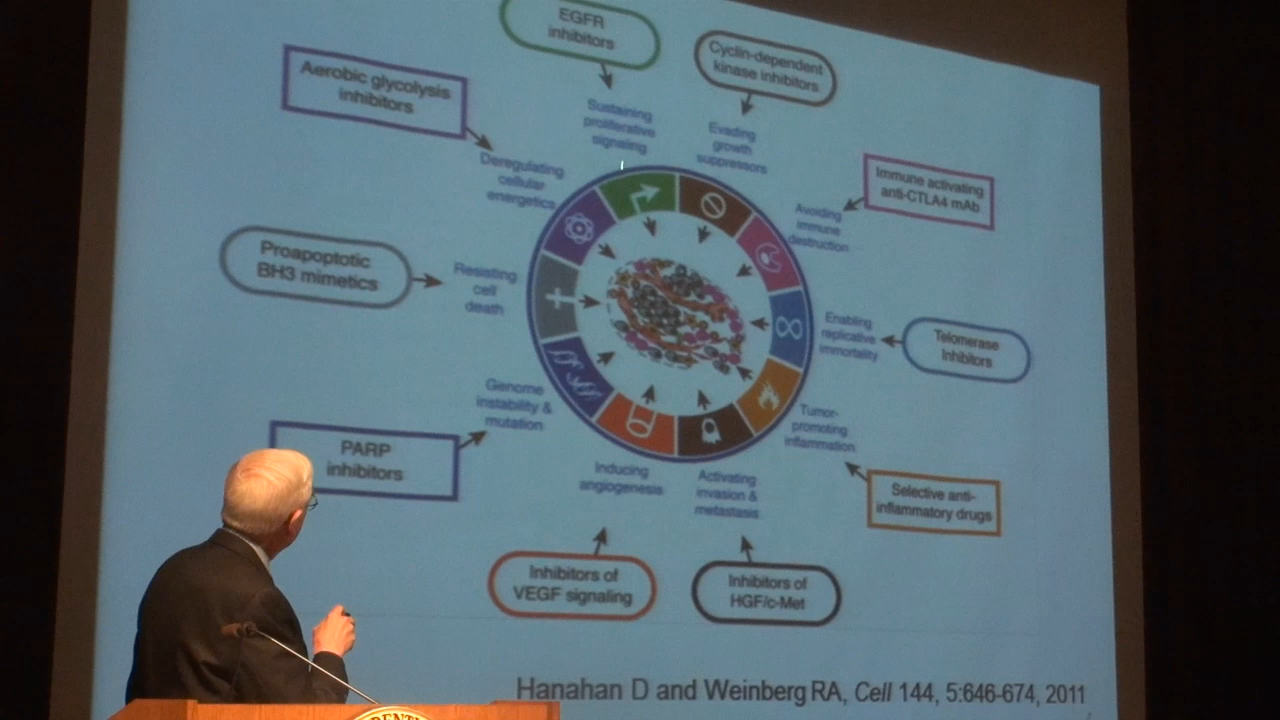 EGFR
inhibitors
Cyclin-dependent
kinase inhibitors
Aerobic glycolysis
inhibitors
Sustaining
proliferative
signaling
Evading
growth
suppressors
Deregulating
cellular
energetics
Immune activating
anti-CTLA4 mAb
Avoiding
immune
destruction
Proapoptotic
BH3 mimetics
Resisting
cell
death
Enabling
replicative
immortality
Telomerase
Inhibitors
Genome
instability &
mutation
Tumor-
promoting
inflammation
PARP
inhibitors
Inducing
angiogenesis
Activating
invasion &
metastasis
Selective anti-
inflammatory drugs
Inhibitors of
VEGF signaling
Inhibitors of
HGF/c-Met
Hanahan D and Weinberg RA, Cell 144, 5:646-674, 2011